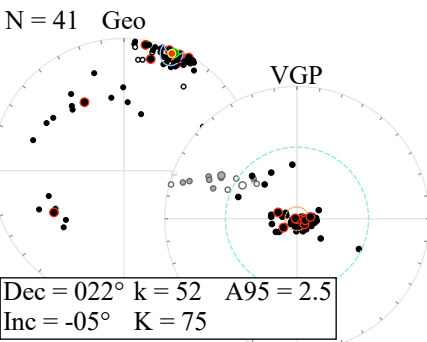 N = 41 Geo
VGP
Dec = 022° k = 52 A95 = 2.5
Inc = -05° K = 75